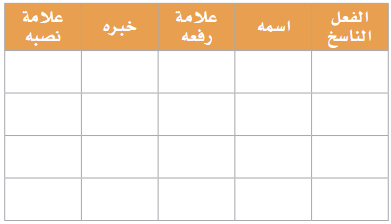 الفعل الناسخ
اسمه
علامة رفعه
خبره
علامة نصبه